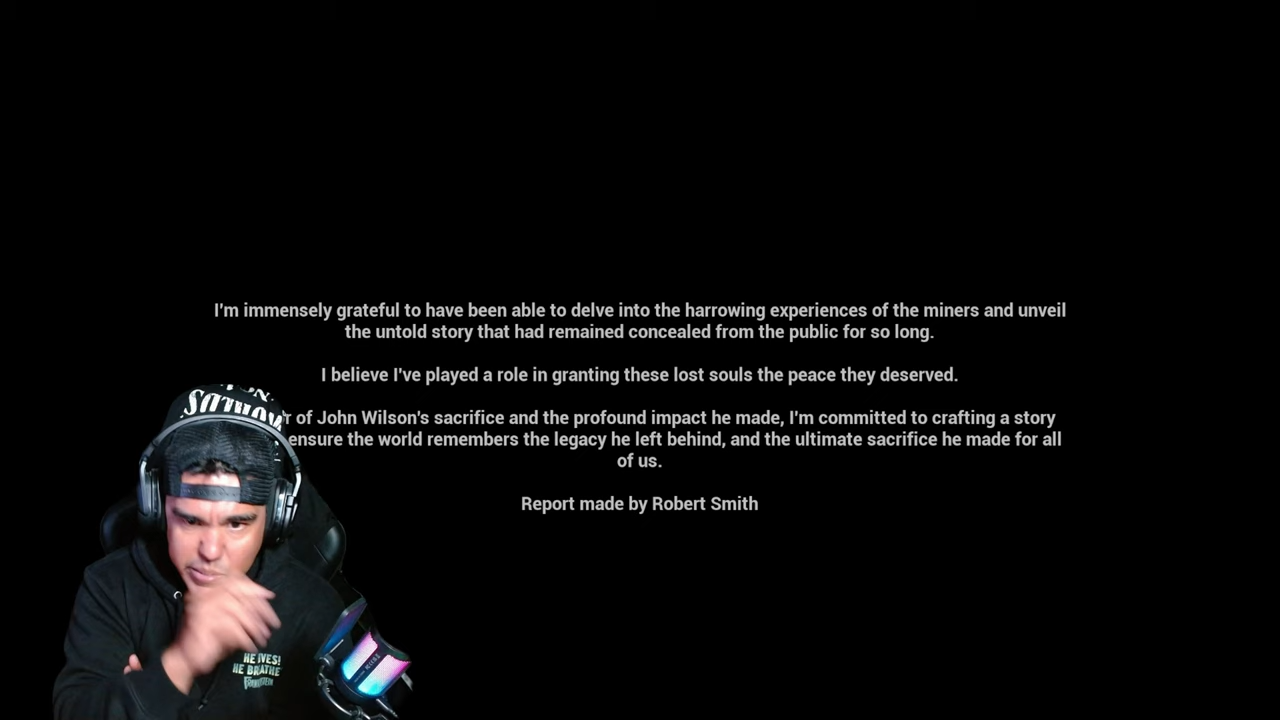 I'm immensely grateful to have been able to delve into the harrowing experiences of the miners and unveil
the untold story that had remained concealed from the public for so long.
I believe I've played a role in granting these lost souls the peace they deserved.
of John Wilson's sacrifice and the profound impact he made, I'm committed to crafting a story
ensure the world remembers the legacy he left behind, and the ultimate sacrifice he made for all
of us.
Report made by Robert Smith
HE IVES!
HE BREATHE